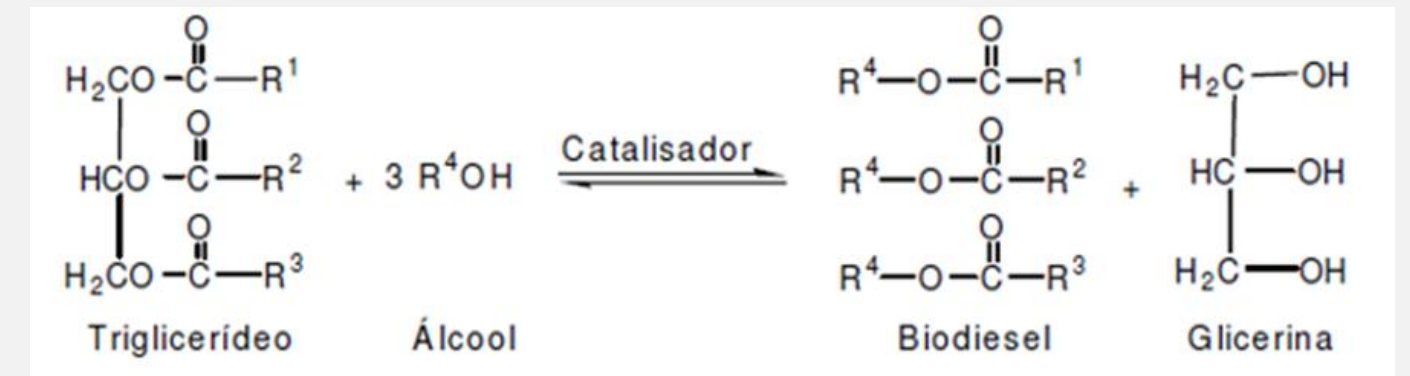 O O
H₂CO–C–R¹ R⁴–O–C–R¹ H₂C–OH
O O
HCO–C–R² + 3 R⁴OH Catalisador R⁴–O–C–R² + HC–OH
O O
H₂CO–C–R³ R⁴–O–C–R³ H₂C–OH
Triglicerídeo Álcool Biodiesel Glicerina